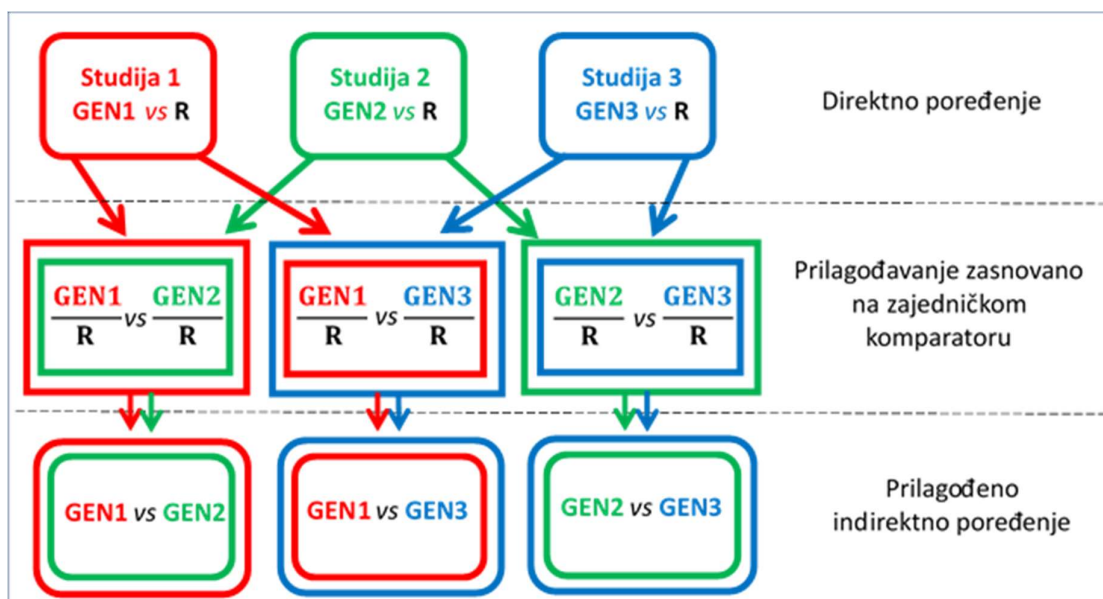 Studija 1
GEN1 vs R
Studija 2
GEN2 vs R
Studija 3
GEN3 vs R
Direktno poređenje
GEN1
R
vs
GEN2
R
GEN1
R
vs
GEN3
R
GEN2
R
vs
GEN3
R
Prilagođavanje zasnovano
na zajedničkom
komparatoru
GEN1 vs GEN2
GEN1 vs GEN3
GEN2 vs GEN3
Prilagođeno
indirektno poređenje